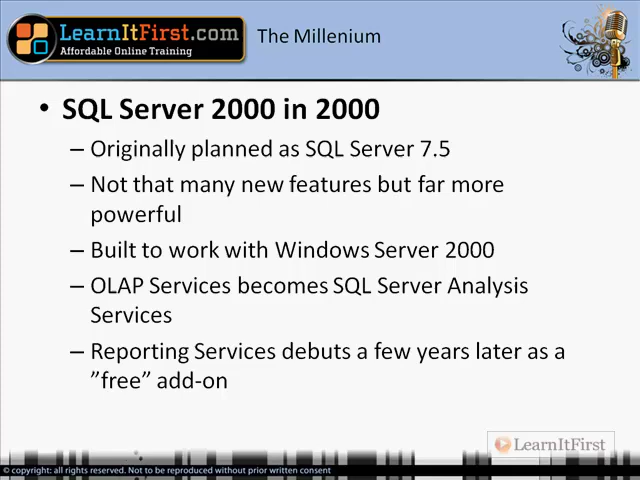 LearnItFirst.com
Affordable Online Training
The Millenium
• SQL Server 2000 in 2000
– Originally planned as SQL Server 7.5
– Not that many new features but far more
powerful
– Built to work with Windows Server 2000
– OLAP Services becomes SQL Server Analysis
Services
– Reporting Services debuts a few years later as a
”free” add-on
LearnItFirst
© copyright: all rights reserved. Not to be reproduced without prior written consent